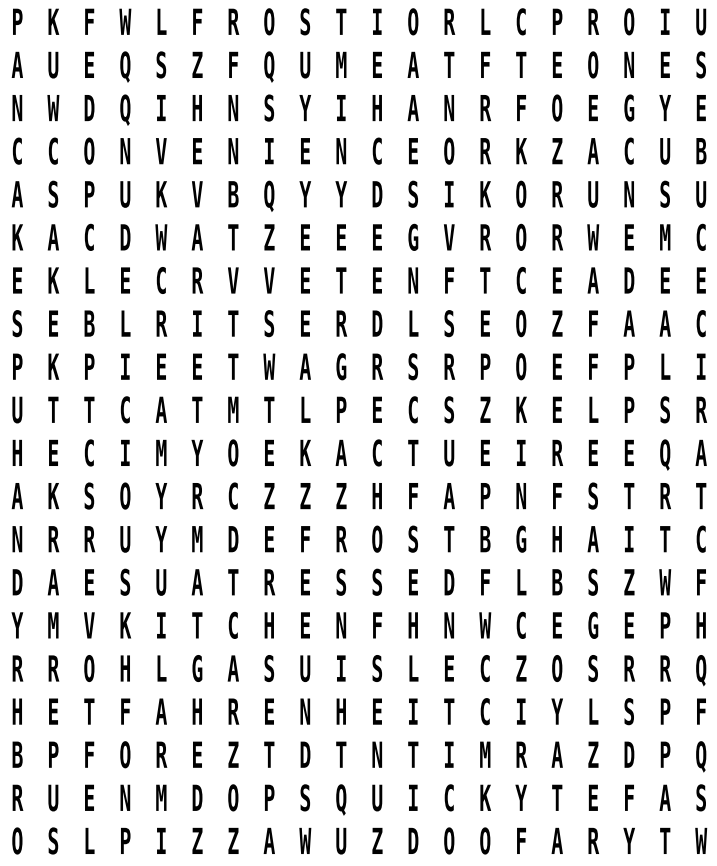 P K F W L F R O S T I O R L C P R O I U
A U E Q S Z F Q U M E A T F T E O N E S
N W D Q I H N S Y I H A N R F O E G Y E
C C O N V E N I E N C E O R K Z A C U B
A S P U K V B Q Y Y D S I K O R U N S U
K A C D W A T Z E E E G V R O R W E M C
E K L E C R V V E T E N F T C E A D E E
S E B L R I T S E R D L S E O Z F A A C
P K P I E E T W A G R S R P O E F P L I
U T T C A T M T L P E C S Z K E L P S R
H E C I M Y O E K A C T U E I R E E Q A
A K S O Y R C Z Z Z H F A P N F S T R T
N R R U Y M D E F R O S T B G H A I T C
D A E S U A T R E S S E D F L B S Z W F
Y M V K I T C H E N F H N W C E G E P H
R R O H L G A S U I S L E C Z O S R R Q
H E T F A H R E N H E I T C I Y L S P F
B P F O R E Z T D T N T I M R A Z D P Q
R U E N M D O P S Q U I C K Y T E F A S
O S L P I Z Z A W U Z D O O F A R Y T W